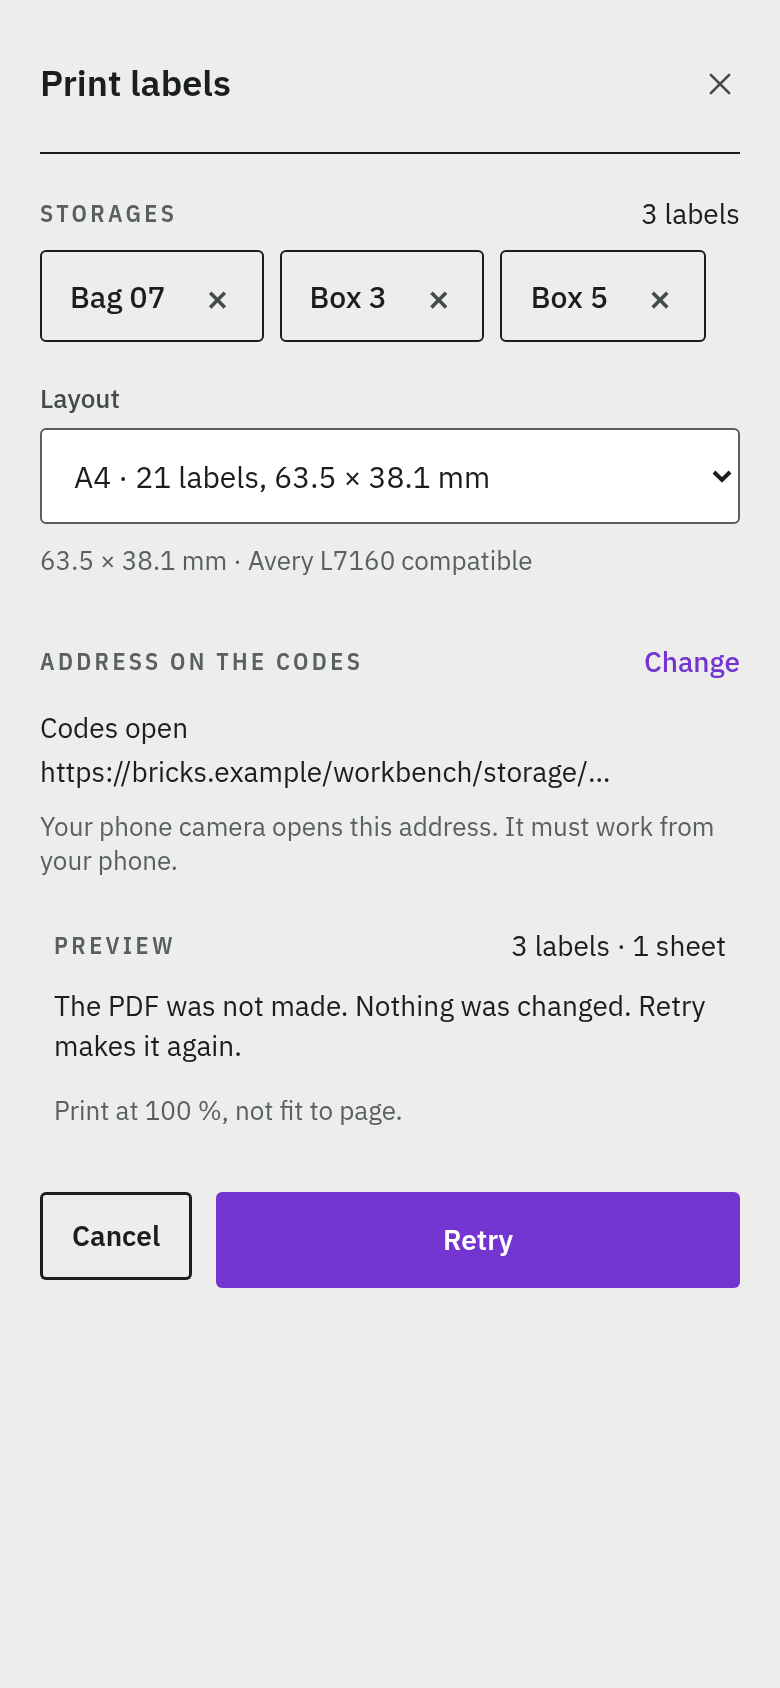 Print labels
STORAGES
3 labels
Bag 07 ×
Box 3 ×
Box 5 ×
Layout
A4 · 21 labels, 63.5 × 38.1 mm
63.5 × 38.1 mm · Avery L7160 compatible
ADDRESS ON THE CODES
Change
Codes open
https://bricks.example/workbench/storage/…
Your phone camera opens this address. It must work from
your phone.
PREVIEW
3 labels · 1 sheet
The PDF was not made. Nothing was changed. Retry
makes it again.
Print at 100 %, not fit to page.
Cancel
Retry